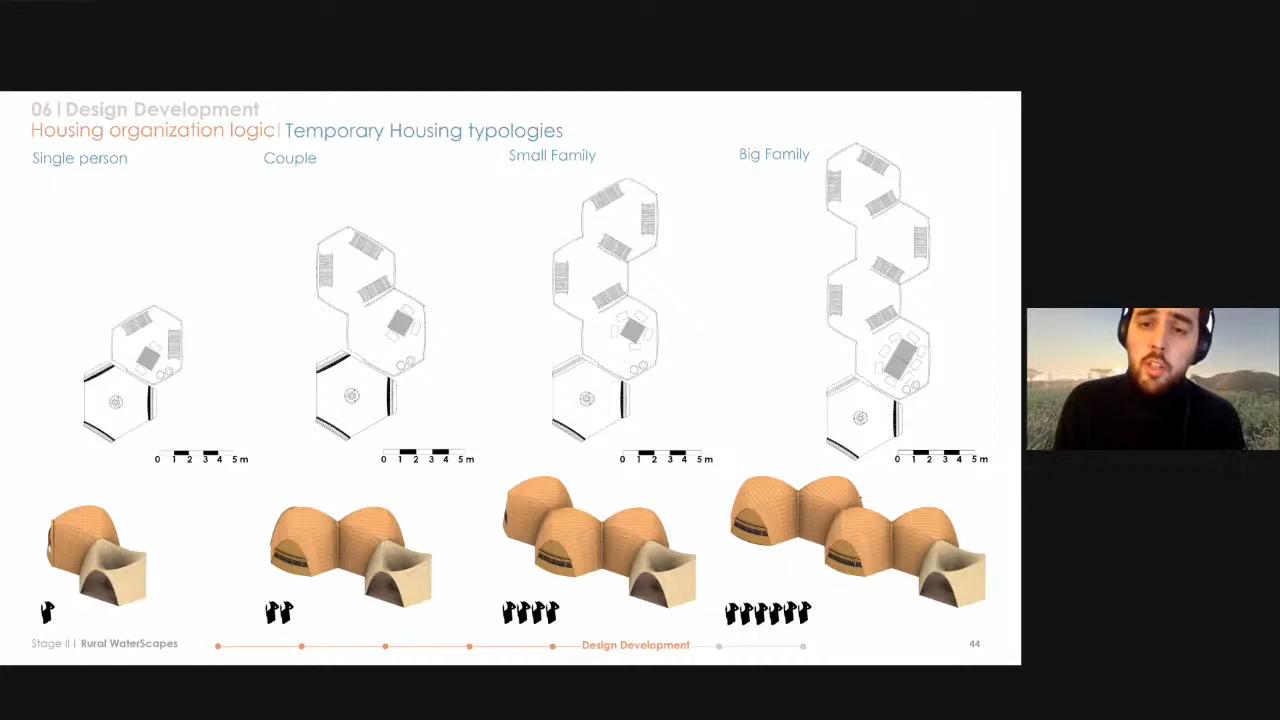 06 | Design Development
Housing organization logic| Temporary Housing typologies
Single person
Couple
Small Family
Big Family
0 1 2 3 4 5 m
0 1 2 3 4 5 m
0 1 2 3 4 5 m
0 1 2 3 4 5 m
Stage II | Rural WaterScapes
Design Development
44